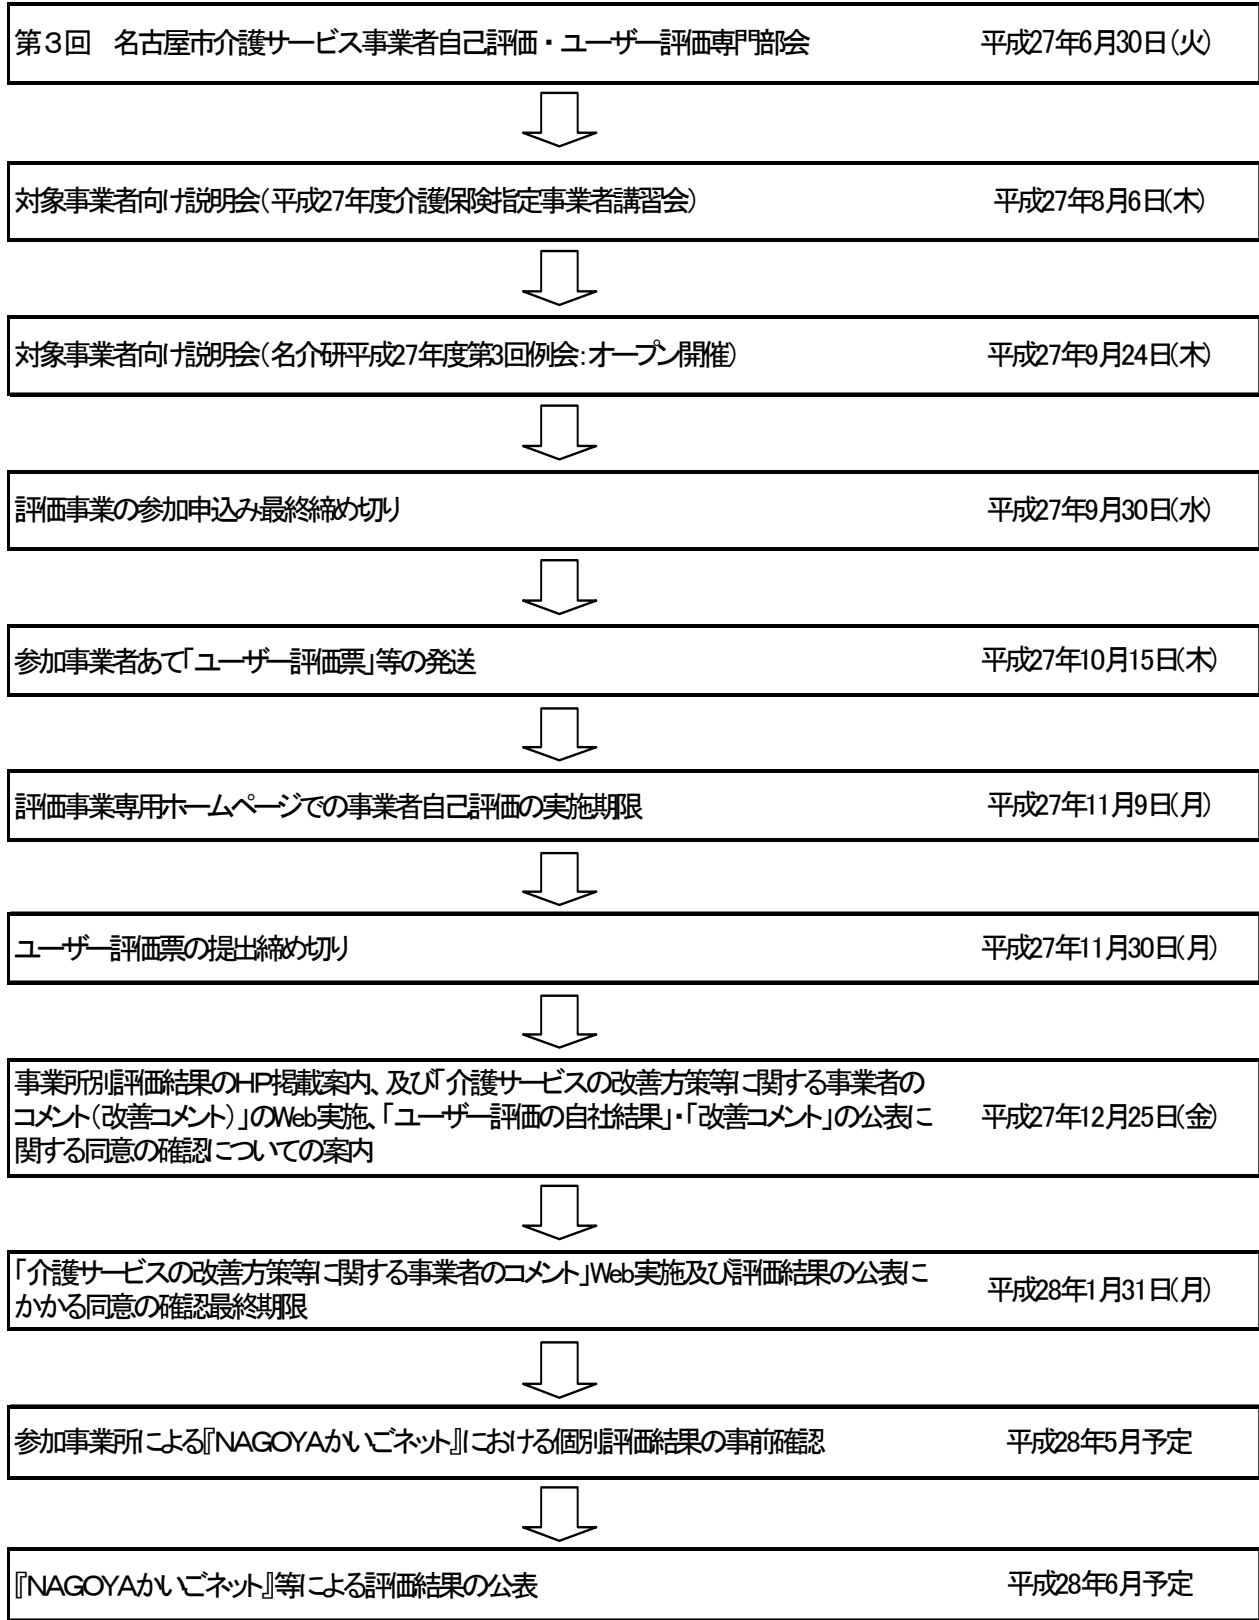 第3回　名古屋市介護サービス事業者自己評価・ユーザー評価専門部会　平成27年6月30日(火)
対象事業者向け説明会(平成27年度介護保険指定事業者講習会)　平成27年8月6日(木)
対象事業者向け説明会(名介研平成27年度第3回例会:オープン開催)　平成27年9月24日(木)
評価事業の参加申込み最終締め切り　平成27年9月30日(水)
参加事業者あて「ユーザー評価票」等の発送　平成27年10月15日(木)
評価事業専用ホームページでの事業者自己評価の実施期限　平成27年11月9日(月)
ユーザー評価票の提出締め切り　平成27年11月30日(月)
事業所別評価結果のHP掲載案内、及び「介護サービスの改善方策等に関する事業者の
コメント(改善コメント)」のWeb実施、「ユーザー評価の自社結果」・「改善コメント」の公表に　平成27年12月25日(金)
関する同意の確認についての案内
「介護サービスの改善方策等に関する事業者のコメント」Web実施及び評価結果の公表に　平成28年1月31日(月)
かかる同意の確認最終期限
参加事業所による『NAGOYAかいごネット』における個別評価結果の事前確認　平成28年5月予定
『NAGOYAかいごネット』等による評価結果の公表　平成28年6月予定